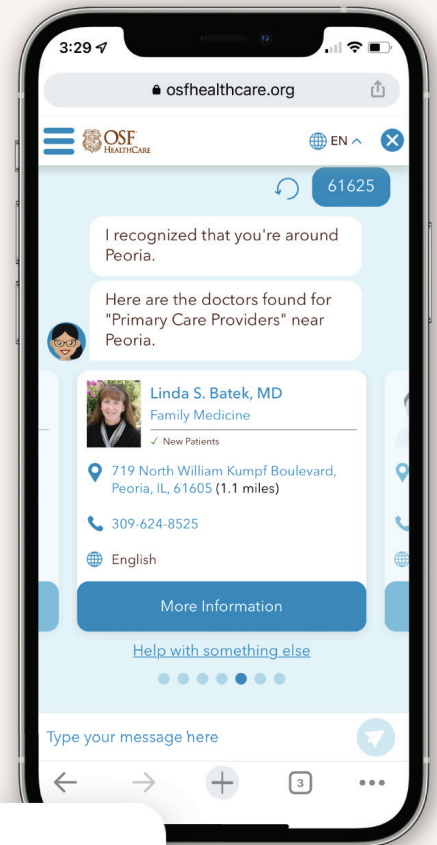 3:29
osfhealthcare.org
OSF
HEALTHCARE
EN
61625
I recognized that you're around
Peoria.
Here are the doctors found for
"Primary Care Providers" near
Peoria.
Linda S. Batek, MD
Family Medicine
✓ New Patients
719 North William Kumpf Boulevard,
Peoria, IL, 61605 (1.1 miles)
309-624-8525
English
More Information
Help with something else
Type your message here
3